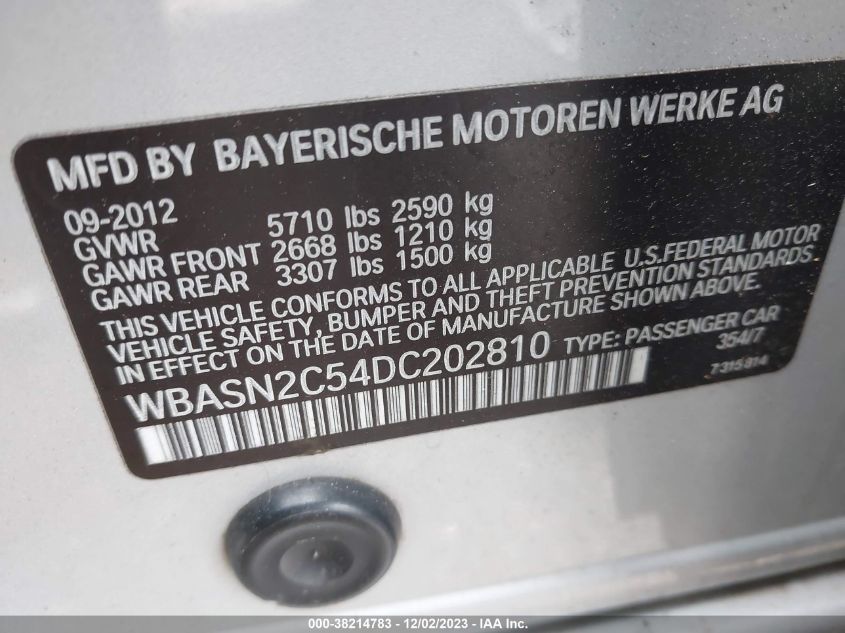 MFD BY BAYERISCHE MOTOREN WERKE AG
09-2012
GVWR 5710 lbs 2590 kg
GAWR FRONT 2668 lbs 1210 kg
GAWR REAR 3307 lbs 1500 kg
THIS VEHICLE CONFORMS TO ALL APPLICABLE U.S.FEDERAL MOTOR
VEHICLE SAFETY, BUMPER AND THEFT PREVENTION STANDARDS
IN EFFECT ON THE DATE OF MANUFACTURE SHOWN ABOVE.
WBASN2C54DC202810 TYPE: PASSENGER CAR
354/7
7315814
000-38214783 - 12/02/2023 - IAA Inc.